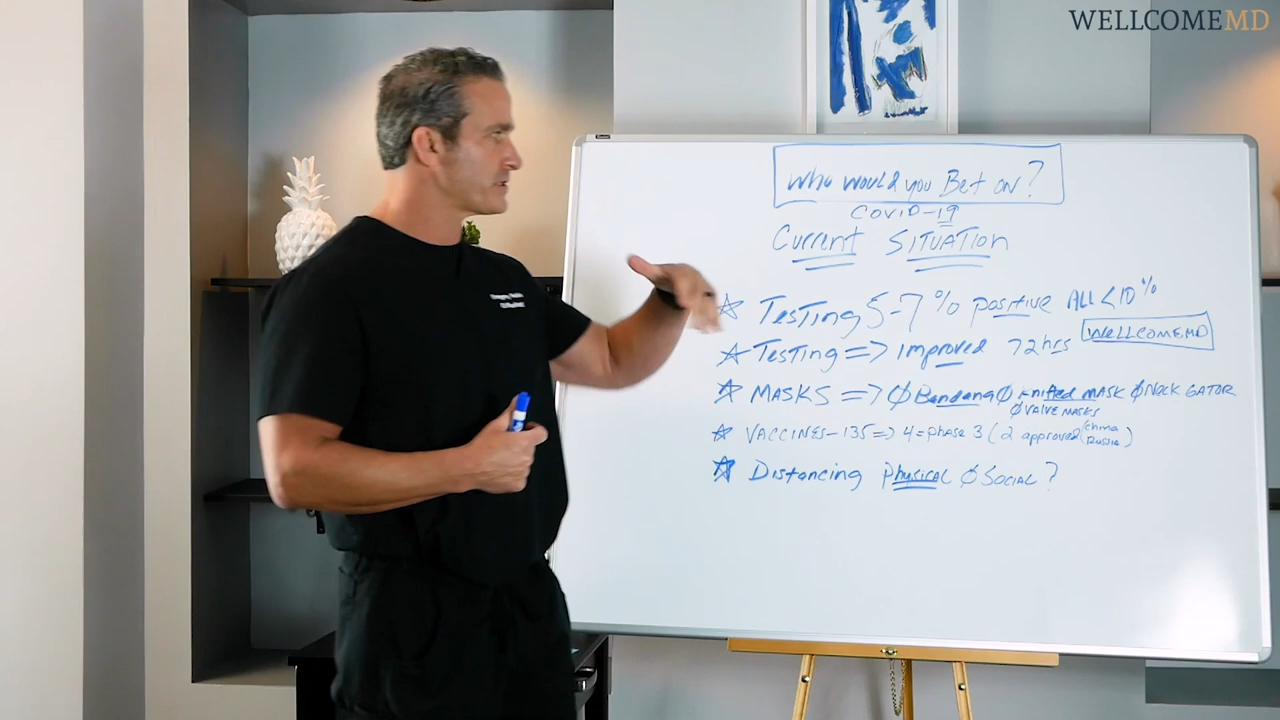 WELLCOMEMD
Who would you Bet on?
COVID-19
Current SITUATION
☆ Testing 5-7% positive ALL < 10%
☆ Testing => improved 72hrs WELLCOMEMD
☆ MASKS => ∅ Bandana ∅ Knitted MASK ∅ Neck GATOR
∅ VALVE MASKS
☆ VACCINES - 135 => 4 = phase 3 (2 approved (China
Russia)
☆ Distancing physical ∅ SOCIAL?